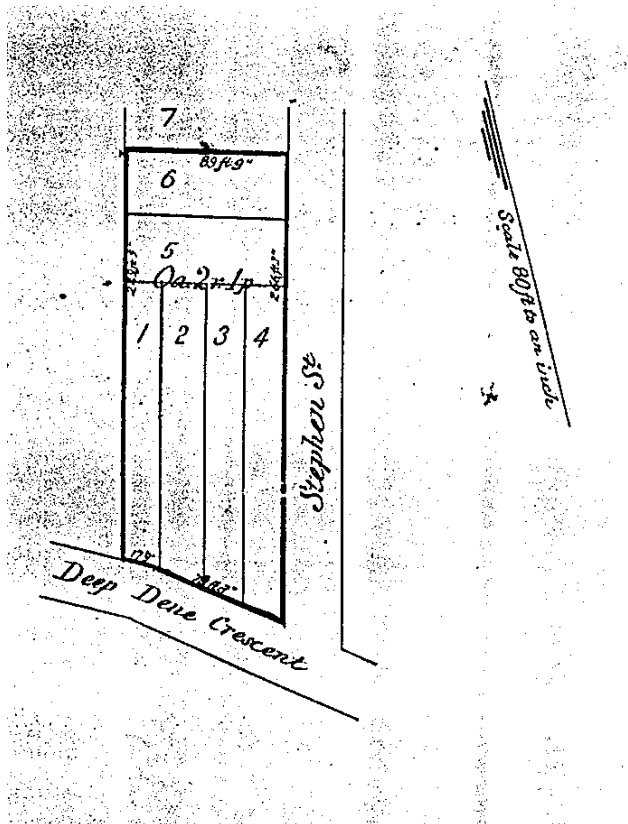 7
89ft 9"
6
5
0a 2r 1p
1 2 3 4
Stephen St
Deep Dene Crescent
Scale 80ft to an inch